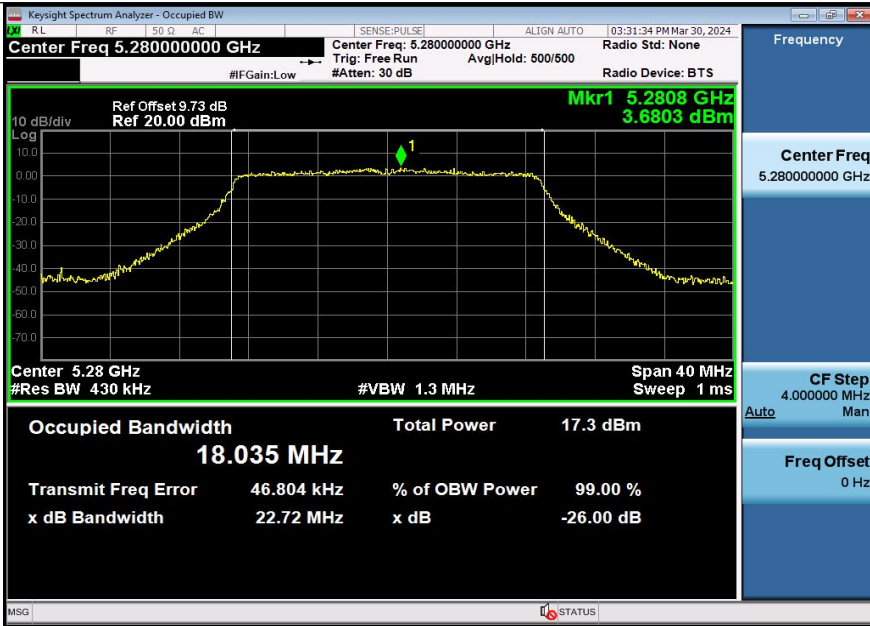 Keysight Spectrum Analyzer - Occupied BW
LXI RL RF 50 Ω AC SENSE:PULSE ALIGN AUTO 03:31:34 PM Mar 30, 2024
Center Freq 5.280000000 GHz
Center Freq: 5.280000000 GHz
Radio Std: None
Trig: Free Run Avg|Hold: 500/500
#IFGain:Low #Atten: 30 dB Radio Device: BTS
Ref Offset 9.73 dB
Mkr1 5.2808 GHz
10 dB/div Ref 20.00 dBm
3.6803 dBm
Log
1
10.0
0.00
-10.0
-20.0
-30.0
-40.0
-50.0
-60.0
-70.0
Center 5.28 GHz Span 40 MHz
#Res BW 430 kHz #VBW 1.3 MHz Sweep 1 ms
Occupied Bandwidth Total Power 17.3 dBm
18.035 MHz
Transmit Freq Error 46.804 kHz % of OBW Power 99.00 %
x dB Bandwidth 22.72 MHz x dB -26.00 dB
MSG STATUS
Frequency
Center Freq
5.280000000 GHz
CF Step
4.000000 MHz
Auto Man
Freq Offset
0 Hz